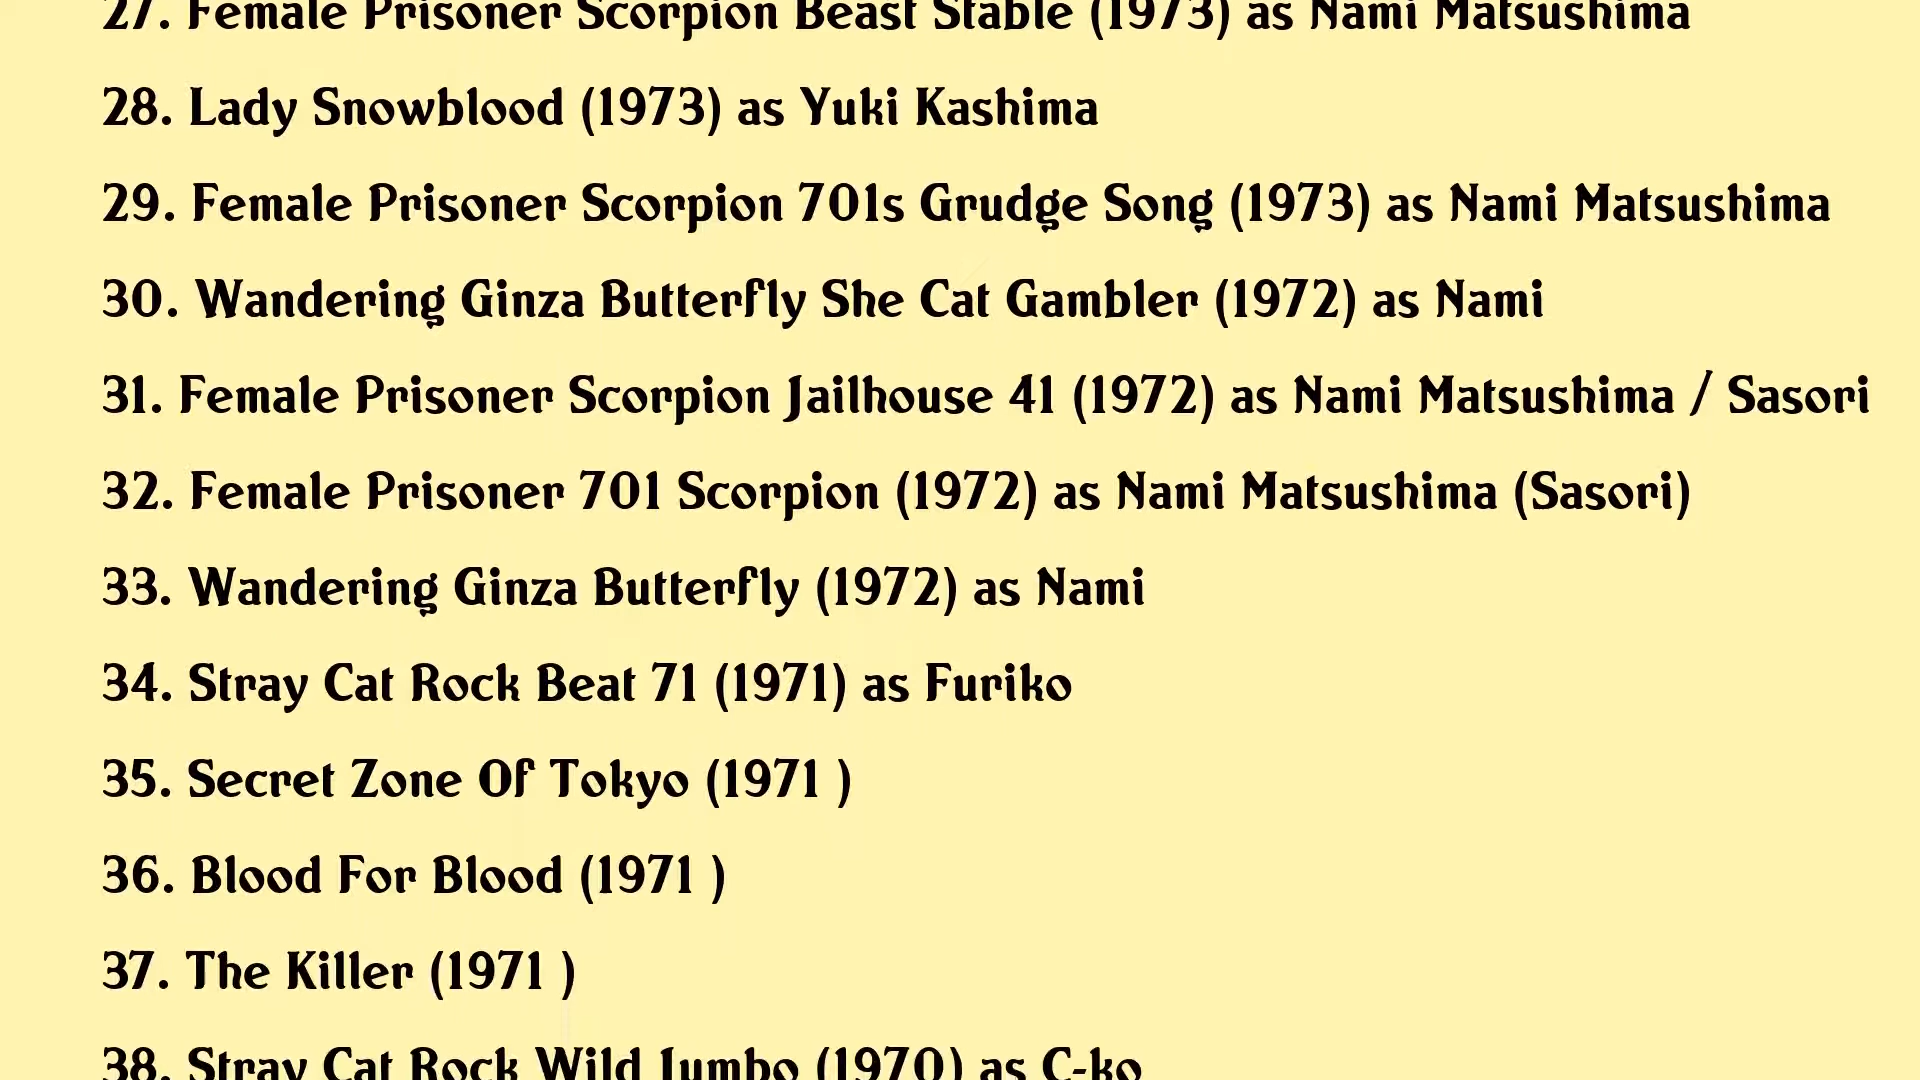 27. Female Prisoner Scorpion Beast Stable (1973) as Nami Matsushima
28. Lady Snowblood (1973) as Yuki Kashima
29. Female Prisoner Scorpion 701s Grudge Song (1973) as Nami Matsushima
30. Wandering Ginza Butterfly She Cat Gambler (1972) as Nami
31. Female Prisoner Scorpion Jailhouse 41 (1972) as Nami Matsushima / Sasori
32. Female Prisoner 701 Scorpion (1972) as Nami Matsushima (Sasori)
33. Wandering Ginza Butterfly (1972) as Nami
34. Stray Cat Rock Beat 71 (1971) as Furiko
35. Secret Zone Of Tokyo (1971 )
36. Blood For Blood (1971 )
37. The Killer (1971 )
38. Stray Cat Rock Wild Jumbo (1970) as C-ko